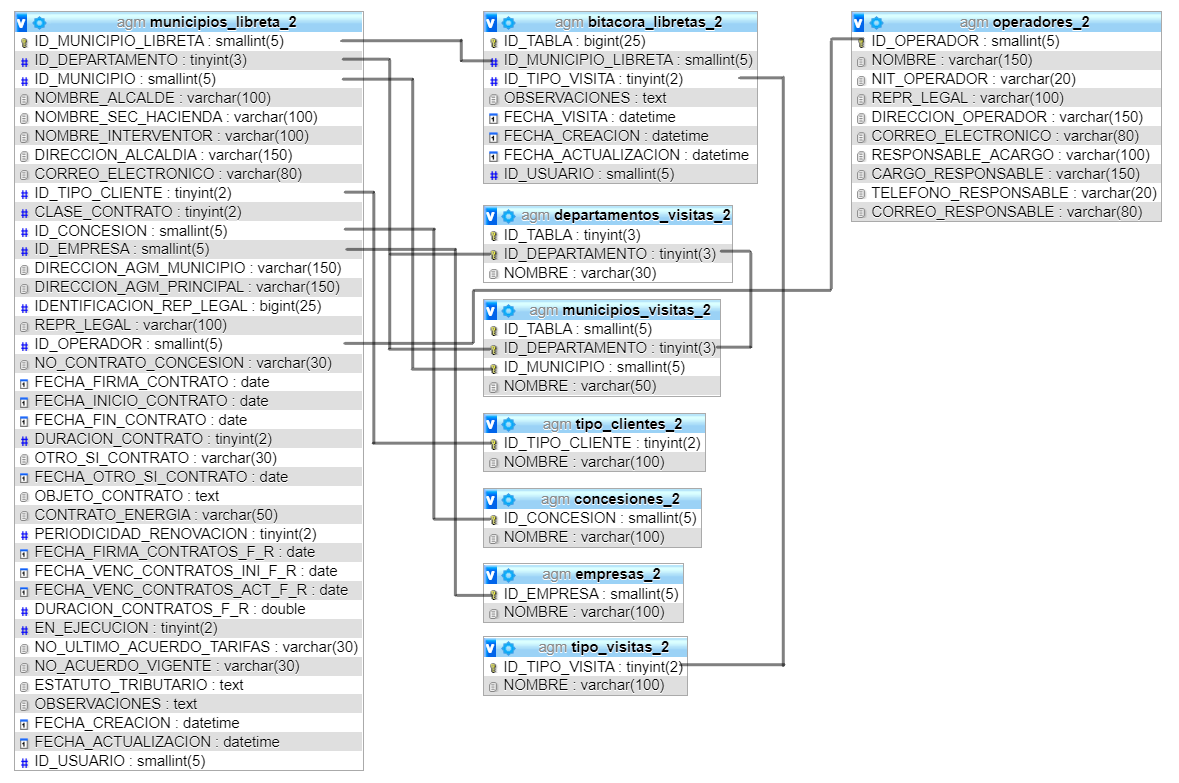 v agm municipios_libreta_2
ID_MUNICIPIO_LIBRETA : smallint(5)
ID_DEPARTAMENTO : tinyint(3)
ID_MUNICIPIO : smallint(5)
NOMBRE_ALCALDE : varchar(100)
NOMBRE_SEC_HACIENDA : varchar(100)
NOMBRE_INTERVENTOR : varchar(100)
DIRECCION_ALCALDIA : varchar(150)
CORREO_ELECTRONICO : varchar(80)
ID_TIPO_CLIENTE : tinyint(2)
CLASE_CONTRATO : tinyint(2)
ID_CONCESION : smallint(5)
ID_EMPRESA : smallint(5)
DIRECCION_AGM_MUNICIPIO : varchar(150)
DIRECCION_AGM_PRINCIPAL : varchar(150)
IDENTIFICACION_REP_LEGAL : bigint(25)
REPR_LEGAL : varchar(100)
ID_OPERADOR : smallint(5)
NO_CONTRATO_CONCESION : varchar(30)
FECHA_FIRMA_CONTRATO : date
FECHA_INICIO_CONTRATO : date
FECHA_FIN_CONTRATO : date
DURACION_CONTRATO : tinyint(2)
OTRO_SI_CONTRATO : varchar(30)
FECHA_OTRO_SI_CONTRATO : date
OBJETO_CONTRATO : text
CONTRATO_ENERGIA : varchar(50)
PERIODICIDAD_RENOVACION : tinyint(2)
FECHA_FIRMA_CONTRATOS_F_R : date
FECHA_VENC_CONTRATOS_INI_F_R : date
FECHA_VENC_CONTRATOS_ACT_F_R : date
DURACION_CONTRATOS_F_R : double
EN_EJECUCION : tinyint(2)
NO_ULTIMO_ACUERDO_TARIFAS : varchar(30)
NO_ACUERDO_VIGENTE : varchar(30)
ESTATUTO_TRIBUTARIO : text
OBSERVACIONES : text
FECHA_CREACION : datetime
FECHA_ACTUALIZACION : datetime
ID_USUARIO : smallint(5)
v agm bitacora_libretas_2
ID_TABLA : bigint(25)
ID_MUNICIPIO_LIBRETA : smallint(5)
ID_TIPO_VISITA : tinyint(2)
OBSERVACIONES : text
FECHA_VISITA : datetime
FECHA_CREACION : datetime
FECHA_ACTUALIZACION : datetime
ID_USUARIO : smallint(5)
v agm departamentos_visitas_2
ID_TABLA : tinyint(3)
ID_DEPARTAMENTO : tinyint(3)
NOMBRE : varchar(30)
v agm municipios_visitas_2
ID_TABLA : smallint(5)
ID_DEPARTAMENTO : tinyint(3)
ID_MUNICIPIO : smallint(5)
NOMBRE : varchar(50)
v agm tipo_clientes_2
ID_TIPO_CLIENTE : tinyint(2)
NOMBRE : varchar(100)
v agm concesiones_2
ID_CONCESION : smallint(5)
NOMBRE : varchar(100)
v agm empresas_2
ID_EMPRESA : smallint(5)
NOMBRE : varchar(100)
v agm tipo_visitas_2
ID_TIPO_VISITA : tinyint(2)
NOMBRE : varchar(100)
v agm operadores_2
ID_OPERADOR : smallint(5)
NOMBRE : varchar(150)
NIT_OPERADOR : varchar(20)
REPR_LEGAL : varchar(100)
DIRECCION_OPERADOR : varchar(150)
CORREO_ELECTRONICO : varchar(80)
RESPONSABLE_ACARGO : varchar(100)
CARGO_RESPONSABLE : varchar(150)
TELEFONO_RESPONSABLE : varchar(20)
CORREO_RESPONSABLE : varchar(80)